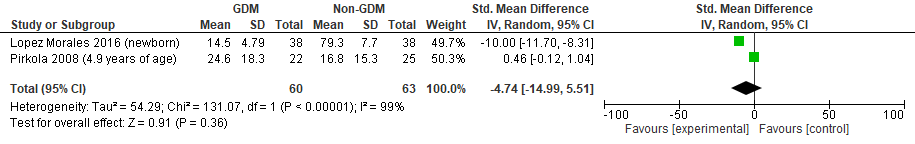 GDM Non-GDM Std. Mean Difference Std. Mean Difference
Study or Subgroup Mean SD Total Mean SD Total Weight IV, Random, 95% CI IV, Random, 95% CI
Lopez Morales 2016 (newborn) 14.5 4.79 38 79.3 7.7 38 49.7% -10.00 [-11.70, -8.31]
Pirkola 2008 (4.9 years of age) 24.6 18.3 22 16.8 15.3 25 50.3% 0.46 [-0.12, 1.04]
Total (95% CI) 60 63 100.0% -4.74 [-14.99, 5.51]
Heterogeneity: Tau² = 54.29; Chi² = 131.07, df = 1 (P < 0.00001); I² = 99%
Test for overall effect: Z = 0.91 (P = 0.36)
-100 -50 0 50 100
Favours [experimental] Favours [control]